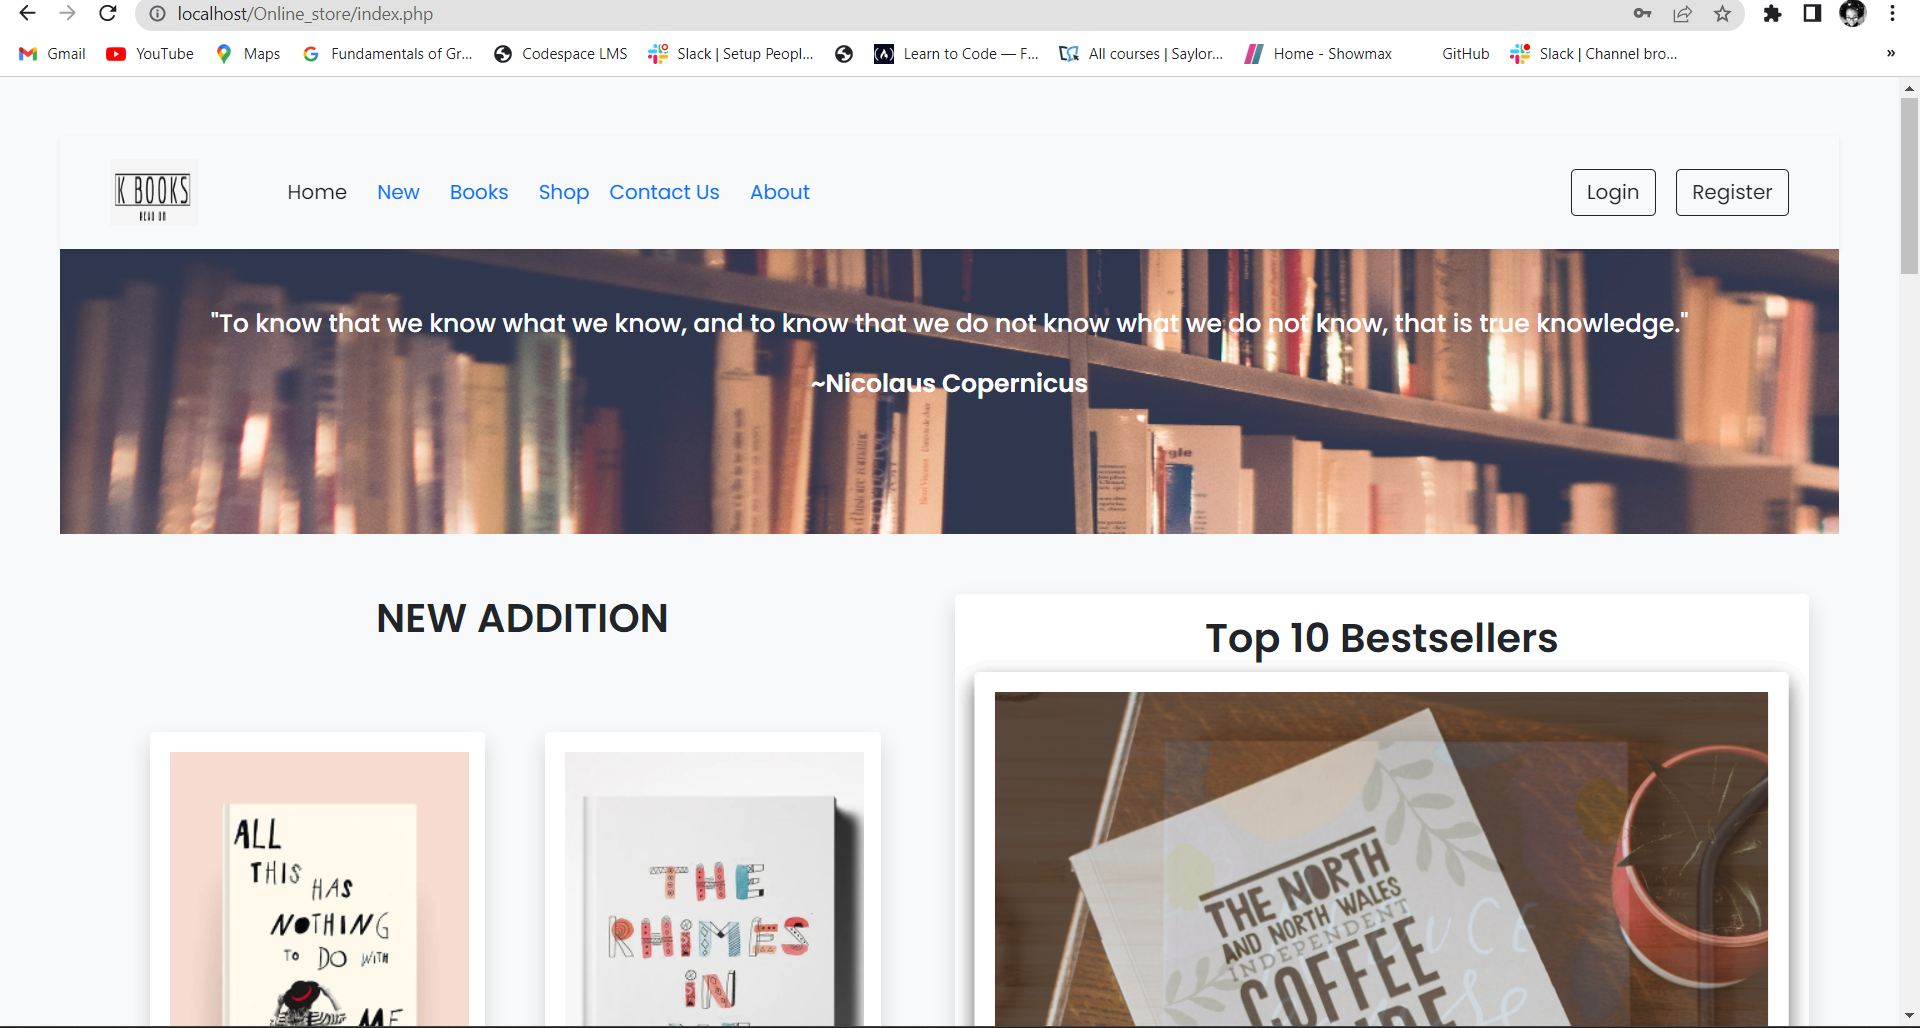 localhost/Online_store/index.php
Gmail YouTube Maps Fundamentals of Gr... Codespace LMS Slack | Setup Peopl... Learn to Code — F... All courses | Saylor... Home - Showmax GitHub Slack | Channel bro... »
K BOOKS
READ ON
Home New Books Shop Contact Us About Login Register
"To know that we know what we know, and to know that we do not know what we do not know, that is true knowledge."
~Nicolaus Copernicus
NEW ADDITION
Top 10 Bestsellers
ALL
THIS
HAS
NOTHING
TO DO WITH
ME
THE
RHIMES
IN
THE NORTH
AND NORTH WALES
INDEPENDENT
COFFEE